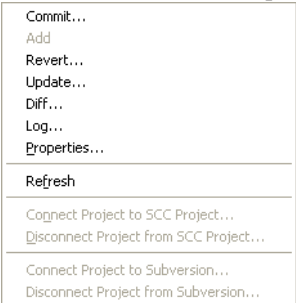 Commit...
Add
Revert...
Update...
Diff...
Log...
Properties...
Refresh
Connect Project to SCC Project...
Disconnect Project from SCC Project...
Connect Project to Subversion...
Disconnect Project from Subversion...